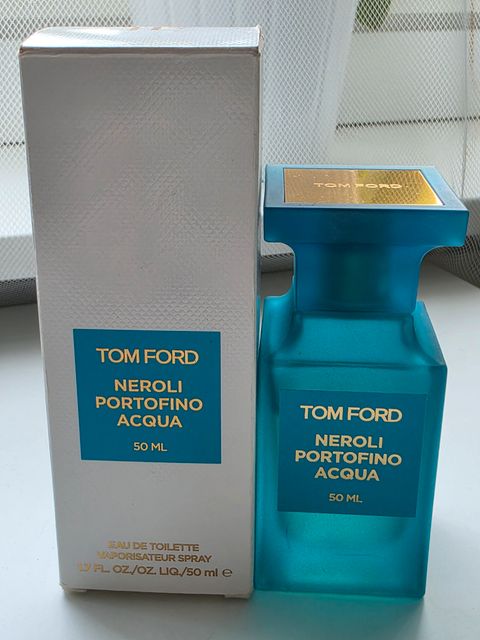 TOM FORD
NEROLI
PORTOFINO
ACQUA
50 ML
EAU DE TOILETTE
VAPORISATEUR SPRAY
1.7 FL. OZ./OZ. LIQ./50 ml ℮
TOM FORD
TOM FORD
NEROLI
PORTOFINO
ACQUA
50 ML